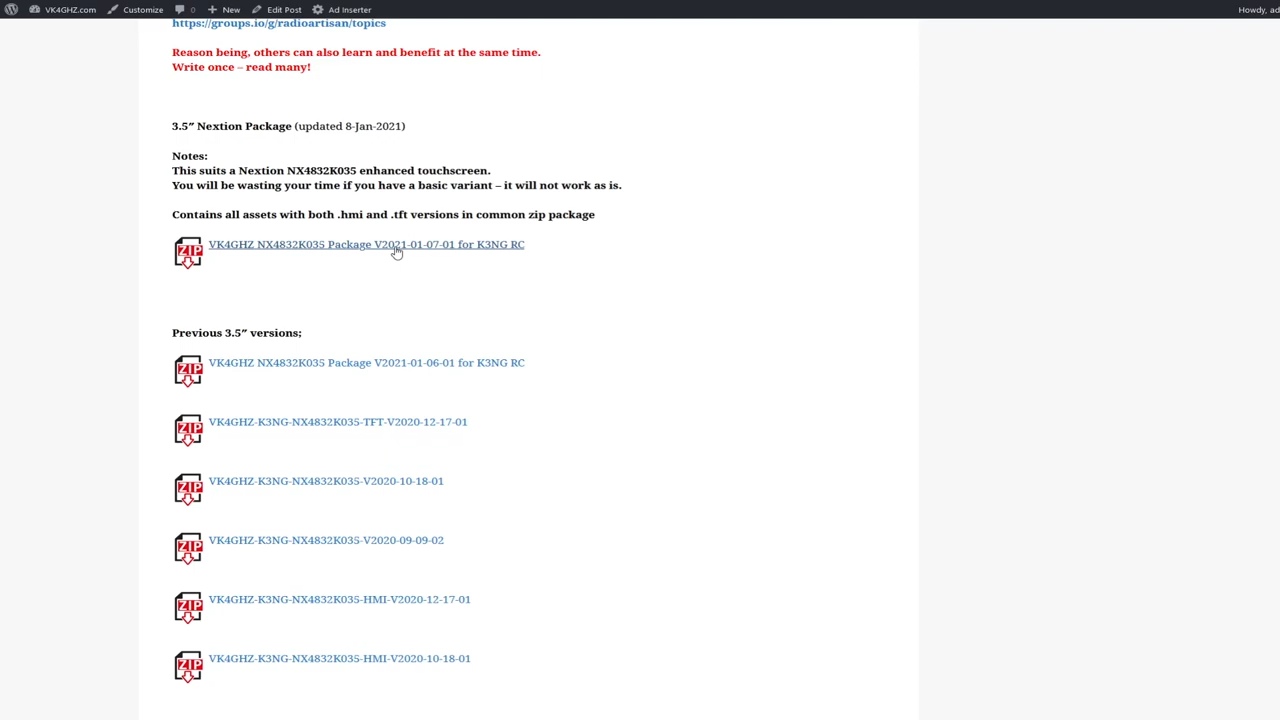 VK4GHZ.com Customize 0 New Edit Post Ad Inserter Howdy, ad
https://groups.io/g/radioartisan/topics
Reason being, others can also learn and benefit at the same time.
Write once – read many!
3.5″ Nextion Package (updated 8-Jan-2021)
Notes:
This suits a Nextion NX4832K035 enhanced touchscreen.
You will be wasting your time if you have a basic variant – it will not work as is.
Contains all assets with both .hmi and .tft versions in common zip package
ZIP VK4GHZ NX4832K035 Package V2021-01-07-01 for K3NG RC
Previous 3.5″ versions;
ZIP VK4GHZ NX4832K035 Package V2021-01-06-01 for K3NG RC
ZIP VK4GHZ-K3NG-NX4832K035-TFT-V2020-12-17-01
ZIP VK4GHZ-K3NG-NX4832K035-V2020-10-18-01
ZIP VK4GHZ-K3NG-NX4832K035-V2020-09-09-02
ZIP VK4GHZ-K3NG-NX4832K035-HMI-V2020-12-17-01
ZIP VK4GHZ-K3NG-NX4832K035-HMI-V2020-10-18-01